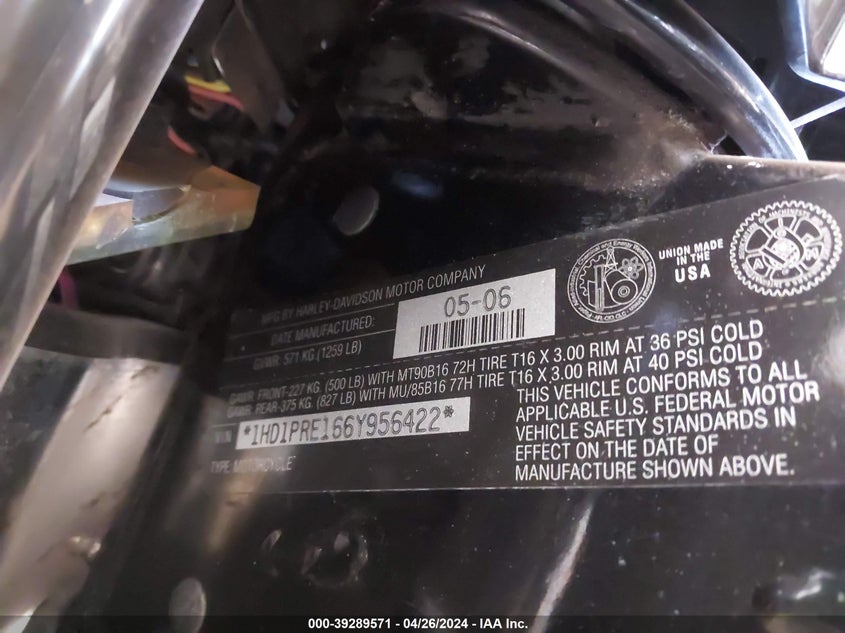 MFG BY HARLEY-DAVIDSON MOTOR COMPANY
DATE MANUFACTURED:
05-06
GVWR: 571 KG (1259 LB)
UNION MADE
IN THE
USA
GAWR: FRONT-227 KG. (500 LB) WITH MT90B16 72H TIRE T16 X 3.00 RIM AT 36 PSI COLD
GAWR: REAR-375 KG. (827 LB) WITH MU/85B16 77H TIRE T16 X 3.00 RIM AT 40 PSI COLD
VIN *1HD1PRE166Y956422*
TYPE: MOTORCYCLE
THIS VEHICLE CONFORMS TO ALL
APPLICABLE U.S. FEDERAL MOTOR
VEHICLE SAFETY STANDARDS IN
EFFECT ON THE DATE OF
MANUFACTURE SHOWN ABOVE.
000-39289571 / 04/26/2024 - IAA Inc.